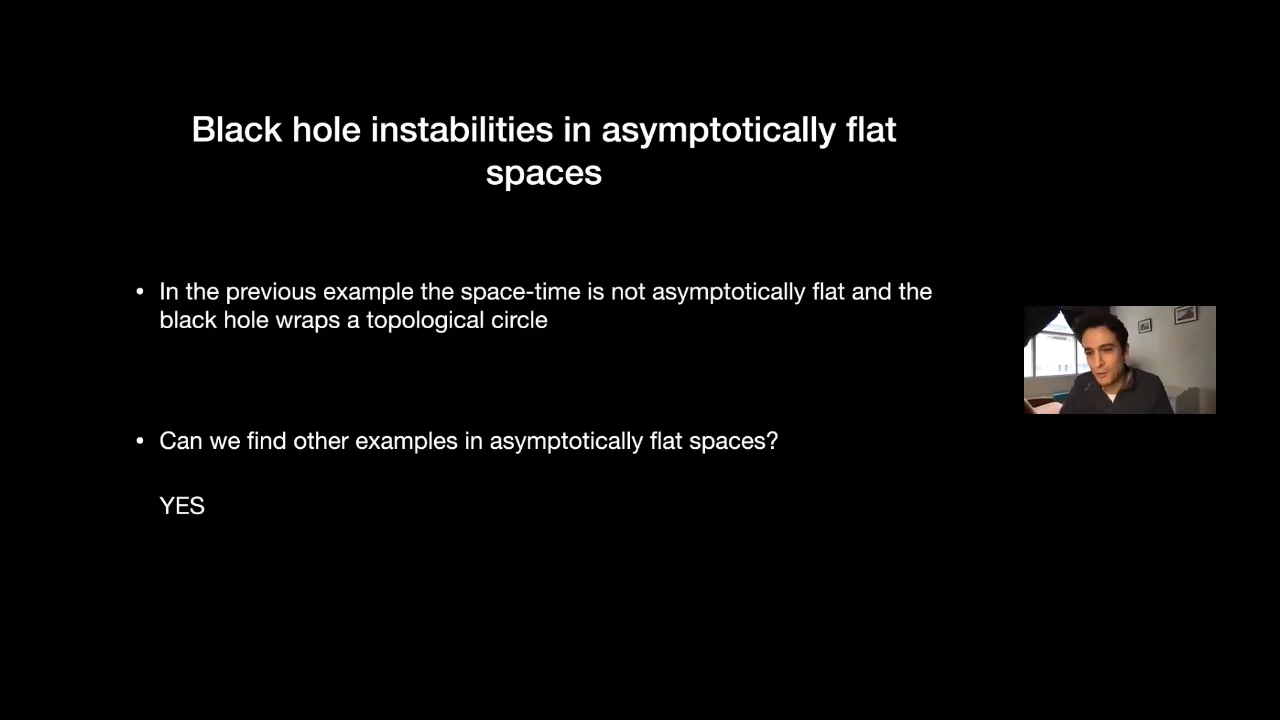 Black hole instabilities in asymptotically flat
spaces
• In the previous example the space-time is not asymptotically flat and the
black hole wraps a topological circle
• Can we find other examples in asymptotically flat spaces?
YES